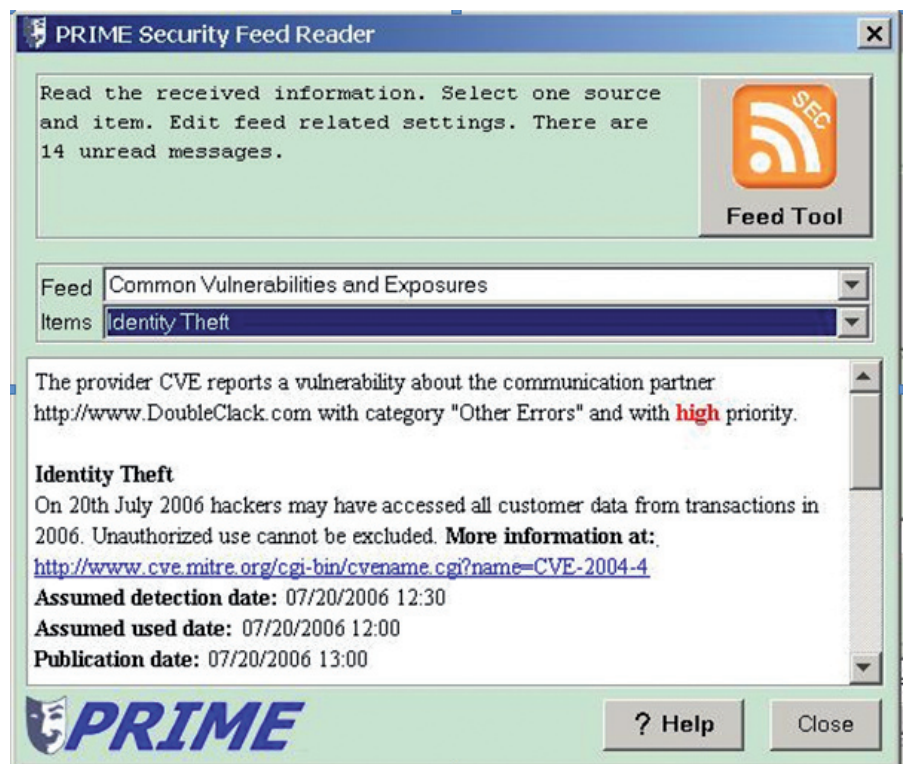 PRIME Security Feed Reader
Read the received information. Select one source
and item. Edit feed related settings. There are
14 unread messages.
SEC
Feed Tool
Feed Common Vulnerabilities and Exposures
Items Identity Theft
The provider CVE reports a vulnerability about the communication partner
http://www.DoubleClack.com with category "Other Errors" and with high priority.
Identity Theft
On 20th July 2006 hackers may have accessed all customer data from transactions in
2006. Unauthorized use cannot be excluded. More information at:
http://www.cve.mitre.org/cgi-bin/cvename.cgi?name=CVE-2004-4
Assumed detection date: 07/20/2006 12:30
Assumed used date: 07/20/2006 12:00
Publication date: 07/20/2006 13:00
PRIME
? Help
Close